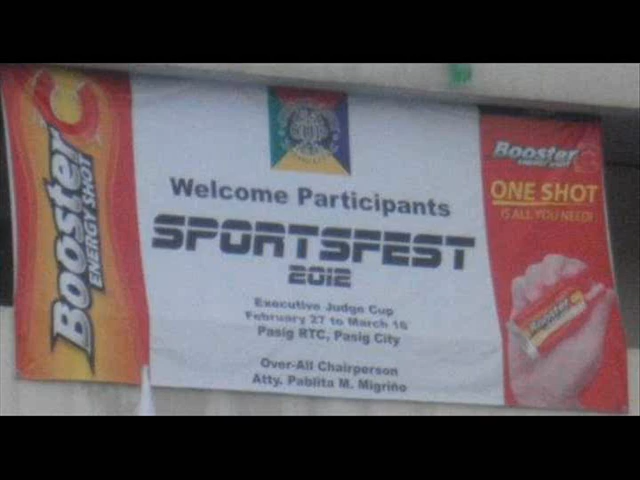 Booster C
ENERGY SHOT
Welcome Participants
SPORTSFEST
2012
Executive Judge Cup
February 27 to March 16
Pasig RTC, Pasig City
Over-All Chairperson
Atty. Pablita M. Migriño
Booster C
ENERGY SHOT
ONE SHOT
IS ALL YOU NEED!
Booster